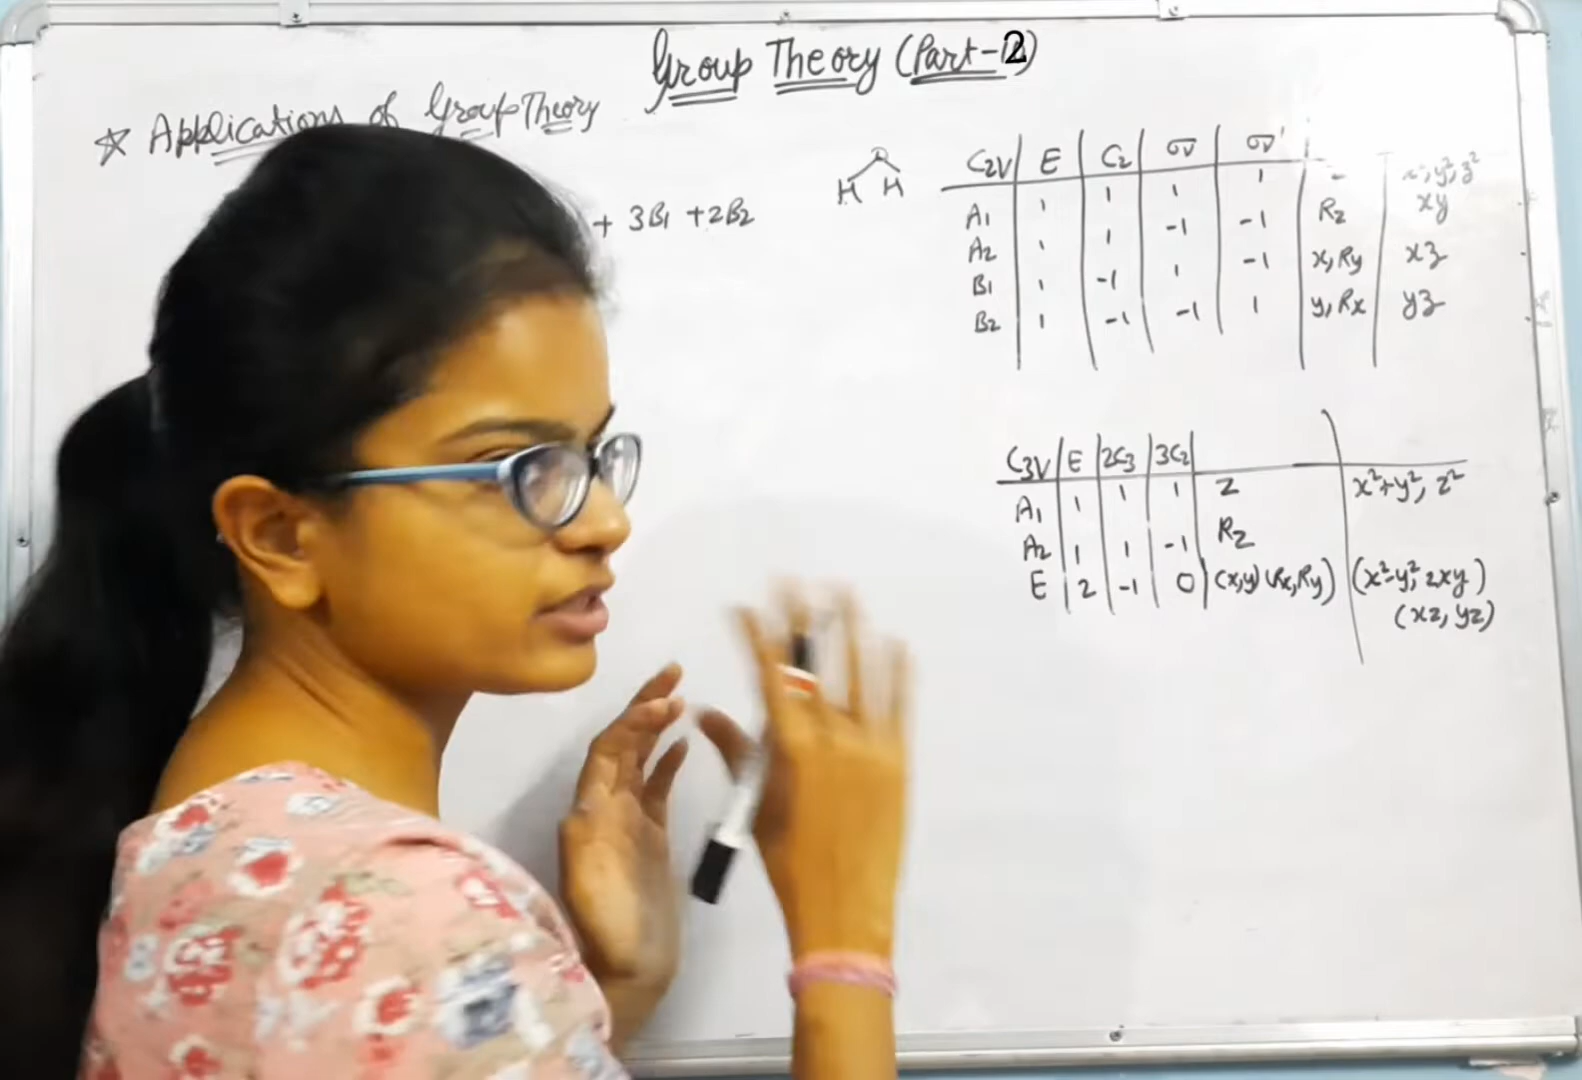 Group Theory (Part-2)
☆ Applications of Group Theory
+ 3B₁ + 2B₂
H H
C₂V E C₂ σv σv'
A₁ 1 1 1 1 x², y², z²
A₂ 1 1 -1 -1 Rz xy
B₁ 1 -1 1 -1 x, Ry xz
B₂ 1 -1 -1 1 y, Rx yz
C₃V E 2C₃ 3C₂
A₁ 1 1 1 z x²+y², z²
A₂ 1 1 -1 Rz
E 2 -1 0 (x,y) (Rx, Ry) (x²-y², 2xy)
(xz, yz)